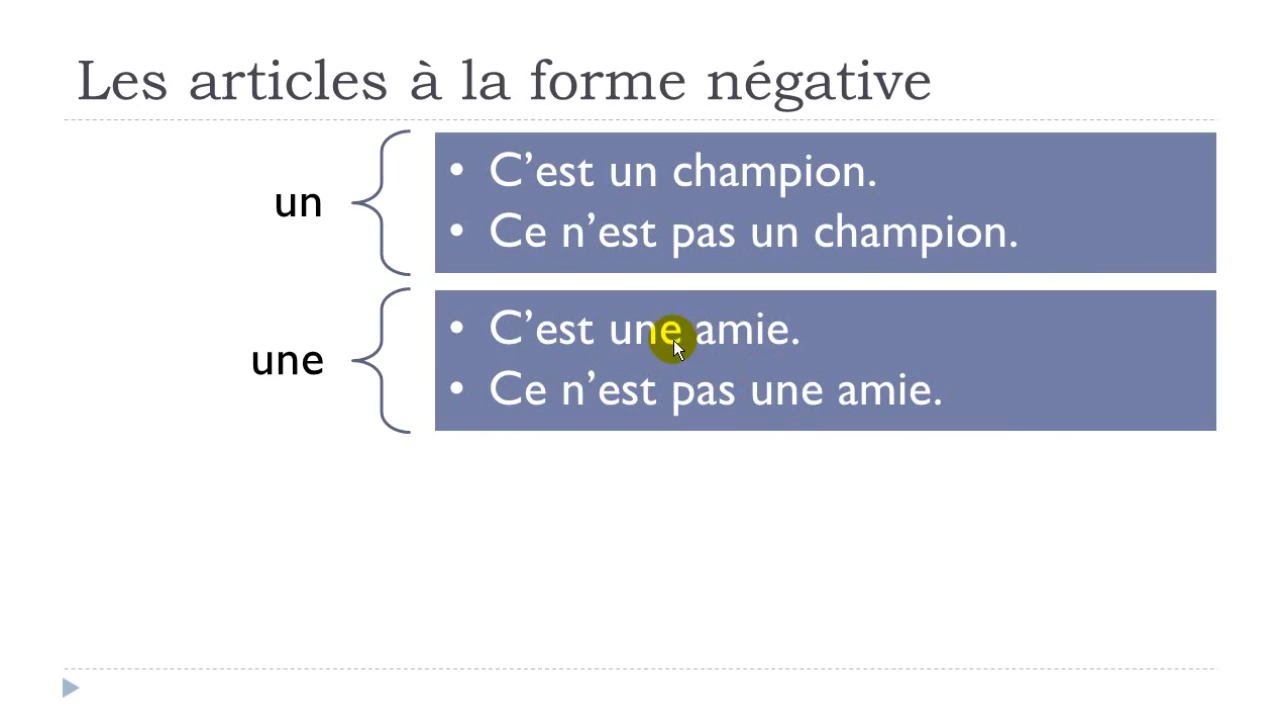 Les articles à la forme négative
un
• C’est un champion.
• Ce n’est pas un champion.
une
• C’est une amie.
• Ce n’est pas une amie.